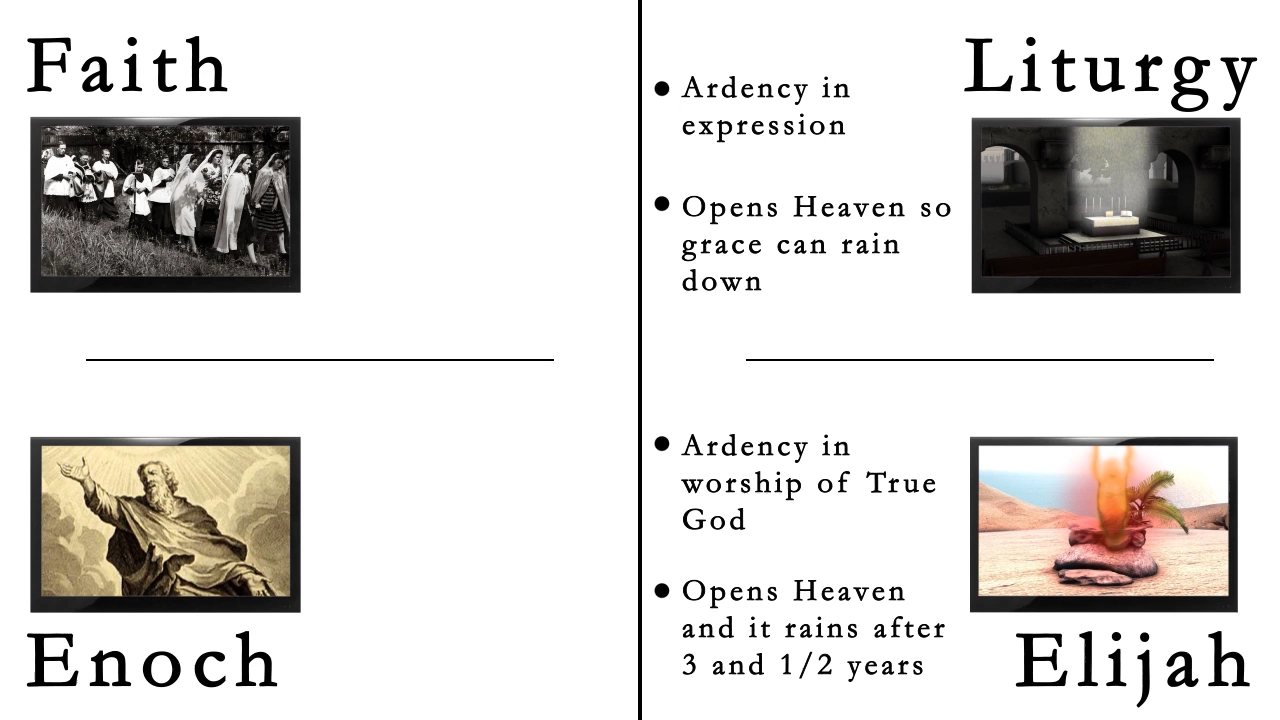 Faith
Enoch
Liturgy
● Ardency in
expression
● Opens Heaven so
grace can rain
down
● Ardency in
worship of True
God
● Opens Heaven
and it rains after
3 and 1/2 years
Elijah